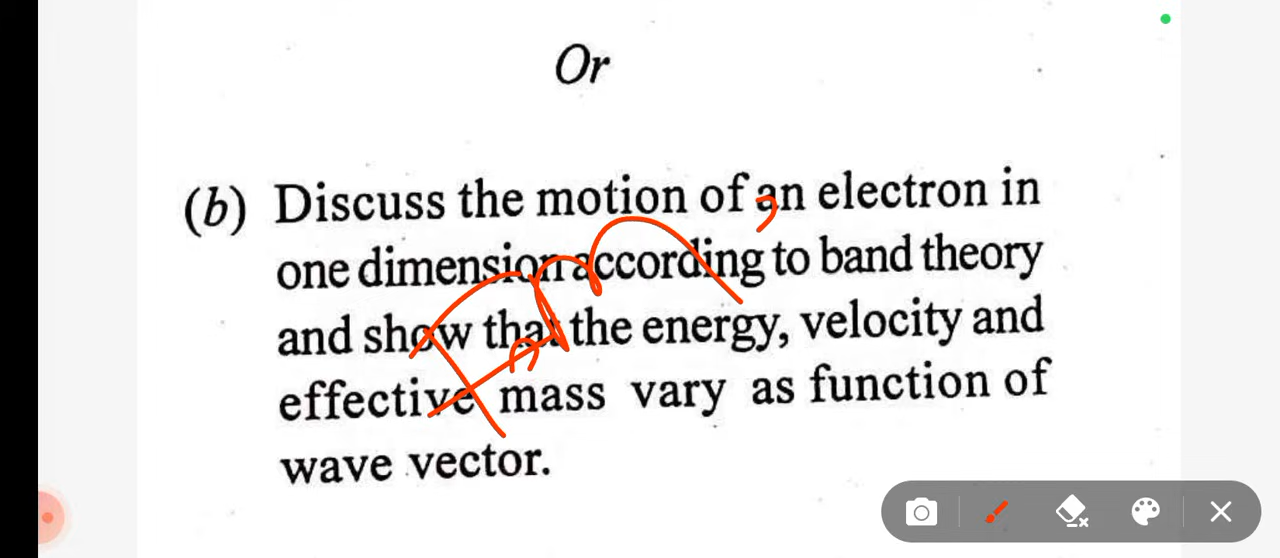 Or
(b) Discuss the motion of an electron in
one dimension according to band theory
and show that the energy, velocity and
effective mass vary as function of
wave vector.